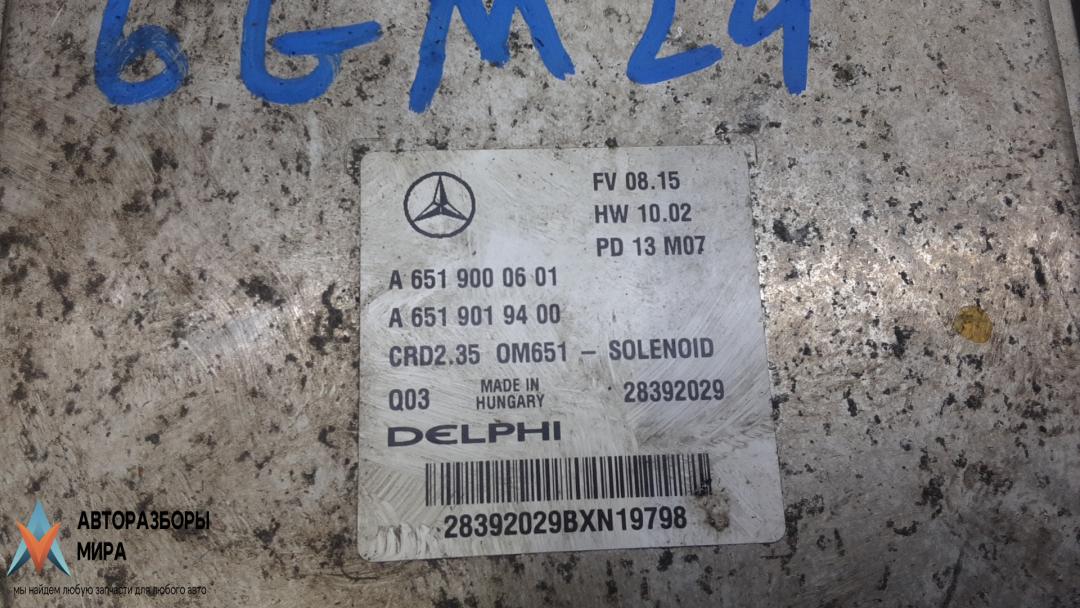 6GM24
FV 08.15
HW 10.02
PD 13 M07
A 651 900 06 01
A 651 901 94 00
CRD2.35 OM651 – SOLENOID
Q03 MADE IN HUNGARY 28392029
DELPHI
28392029BXN19798
АВТОРАЗБОРЫ
МИРА
мы найдем любую запчасти для любого авто